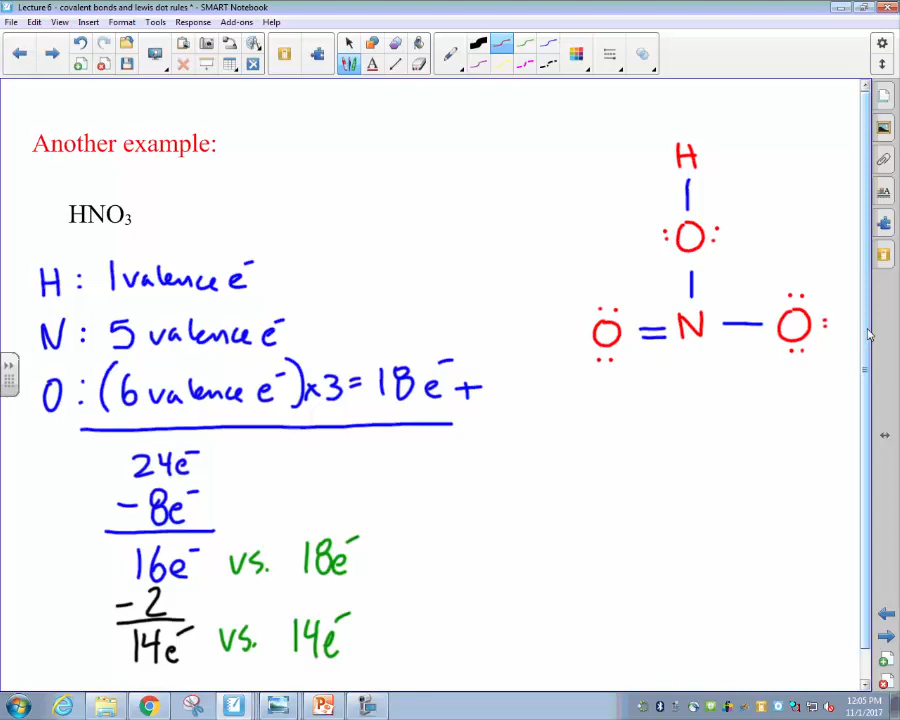 Lecture 6 - covalent bonds and lewis dot rules * - SMART Notebook
File Edit View Insert Format Tools Response Add-ons Help
Another example:
HNO₃
H : 1 valence e⁻
N : 5 valence e⁻
O : (6 valence e⁻) x 3 = 18 e⁻ +
24e⁻
- 8e⁻
16e⁻ vs. 18e⁻
- 2
14e⁻ vs. 14e⁻
H
:O:
O = N — O
12:05 PM
11/1/2017